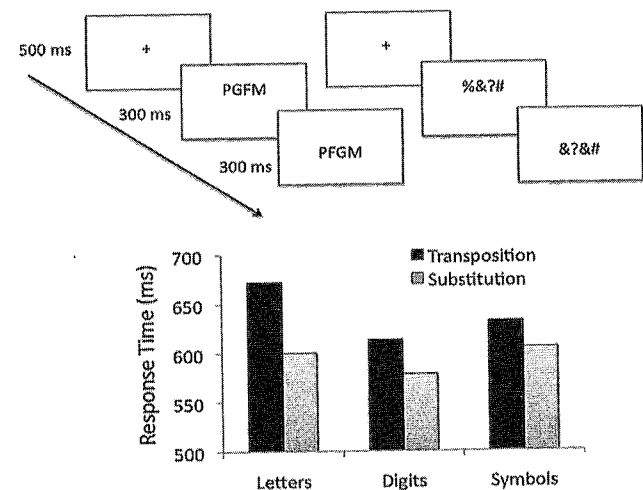 500 ms
+
+
PGFM
%&?#
300 ms
PFGM
&?&#
300 ms
700
650
600
550
500
Response Time (ms)
Transposition
Substitution
Letters
Digits
Symbols